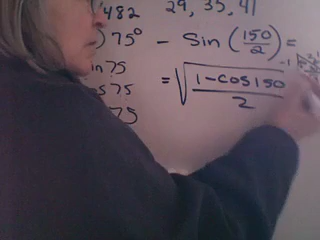 482 29, 35, 41
) 75° - Sin (150/2) =
in 75 = √(1-COS150/2)
s 75
75